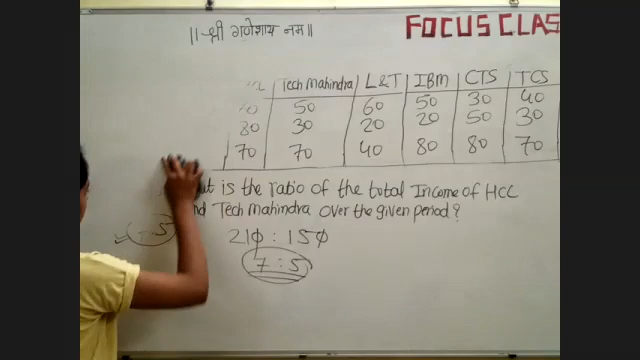 ॥-श्री गणेशाय नम॥
FOCUS CLAS
Tech Mahindra L&T IBM CTS TCS
50 60 50 30 40
80 30 20 20 50 30
70 70 40 80 80 70
is the ratio of the total Income of HCC
Tech Mahindra over the given period?
210 : 150
7 : 5